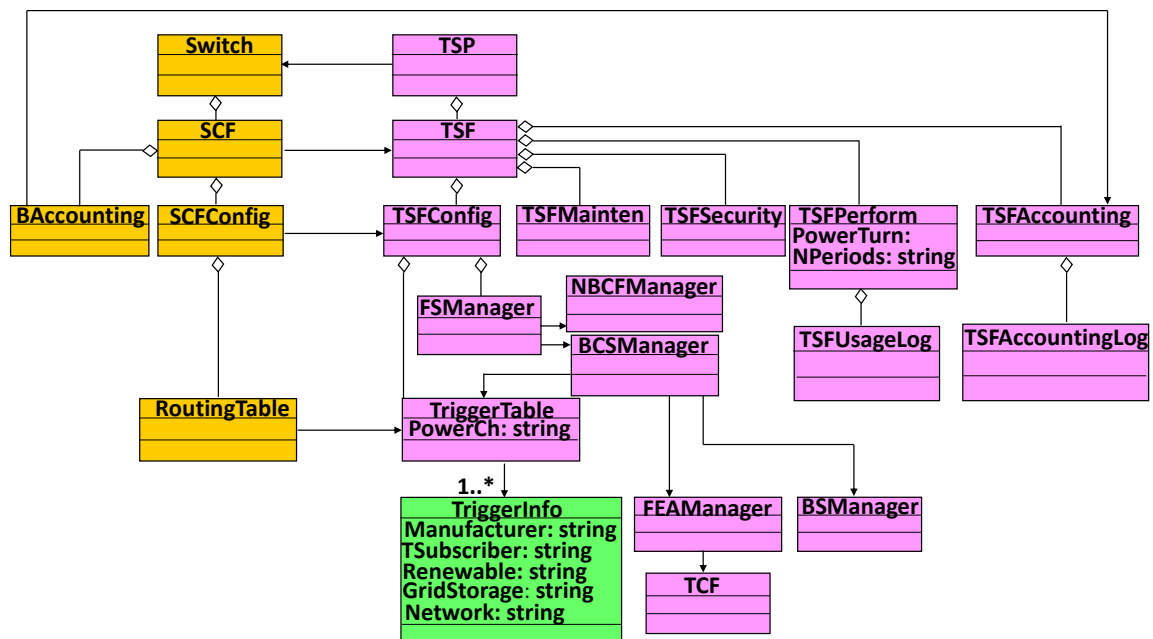 Switch
TSP
SCF
TSF
BAccounting
SCFConfig
TSFConfig
TSFMainten
TSFSecurity
TSFPerform
PowerTurn:
NPeriods: string
TSFAccounting
FSManager
NBCFManager
BCSManager
TSFUsageLog
TSFAccountingLog
RoutingTable
TriggerTable
PowerCh: string
1..*
TriggerInfo
Manufacturer: string
TSubscriber: string
Renewable: string
GridStorage: string
Network: string
FEAManager
BSManager
TCF